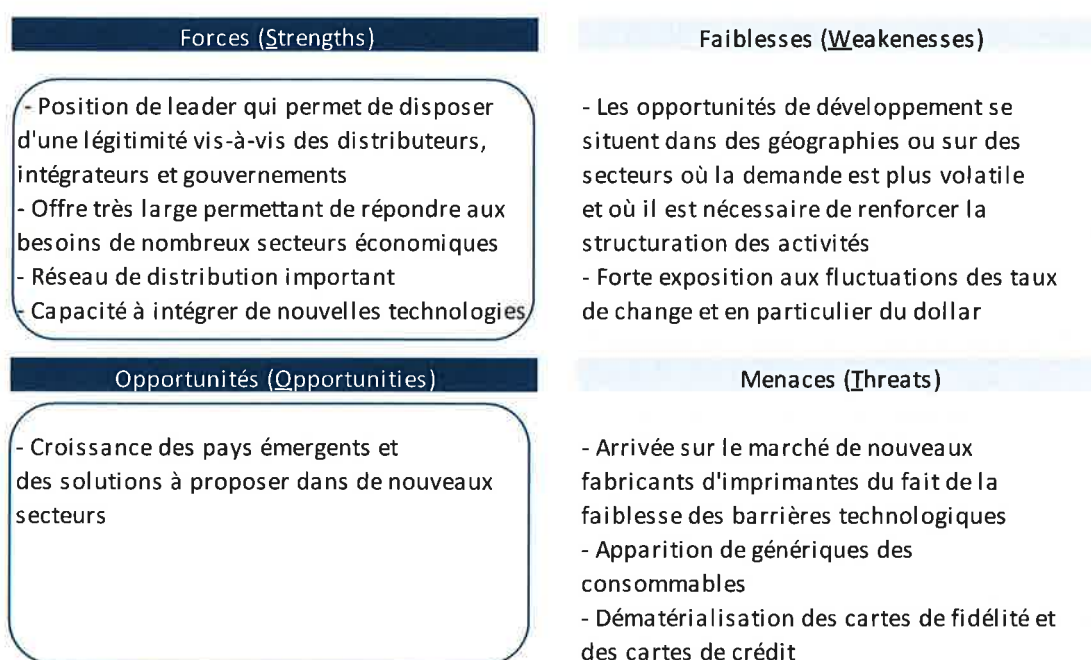 Forces (Strengths)
- Position de leader qui permet de disposer
d'une légitimité vis-à-vis des distributeurs,
intégrateurs et gouvernements
- Offre très large permettant de répondre aux
besoins de nombreux secteurs économiques
- Réseau de distribution important
- Capacité à intégrer de nouvelles technologies
Faiblesses (Weakenesses)
- Les opportunités de développement se
situent dans des géographies ou sur des
secteurs où la demande est plus volatile
et où il est nécessaire de renforcer la
structuration des activités
- Forte exposition aux fluctuations des taux
de change et en particulier du dollar
Opportunités (Opportunities)
- Croissance des pays émergents et
des solutions à proposer dans de nouveaux
secteurs
Menaces (Threats)
- Arrivée sur le marché de nouveaux
fabricants d'imprimantes du fait de la
faiblesse des barrières technologiques
- Apparition de génériques des
consommables
- Dématérialisation des cartes de fidélité et
des cartes de crédit